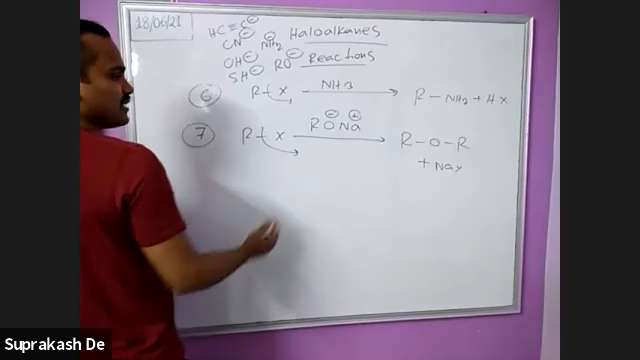 18/06/21
HC≡C⊖ Haloalkanes
CN⊖ NH₂⊖
OH⊖ RO⊖ Reactions
SH⊖
6 R+X NH3 R-NH₂+HX
7 R+X RO⊖Na⊕ R-O-R
+ Nax
Suprakash De